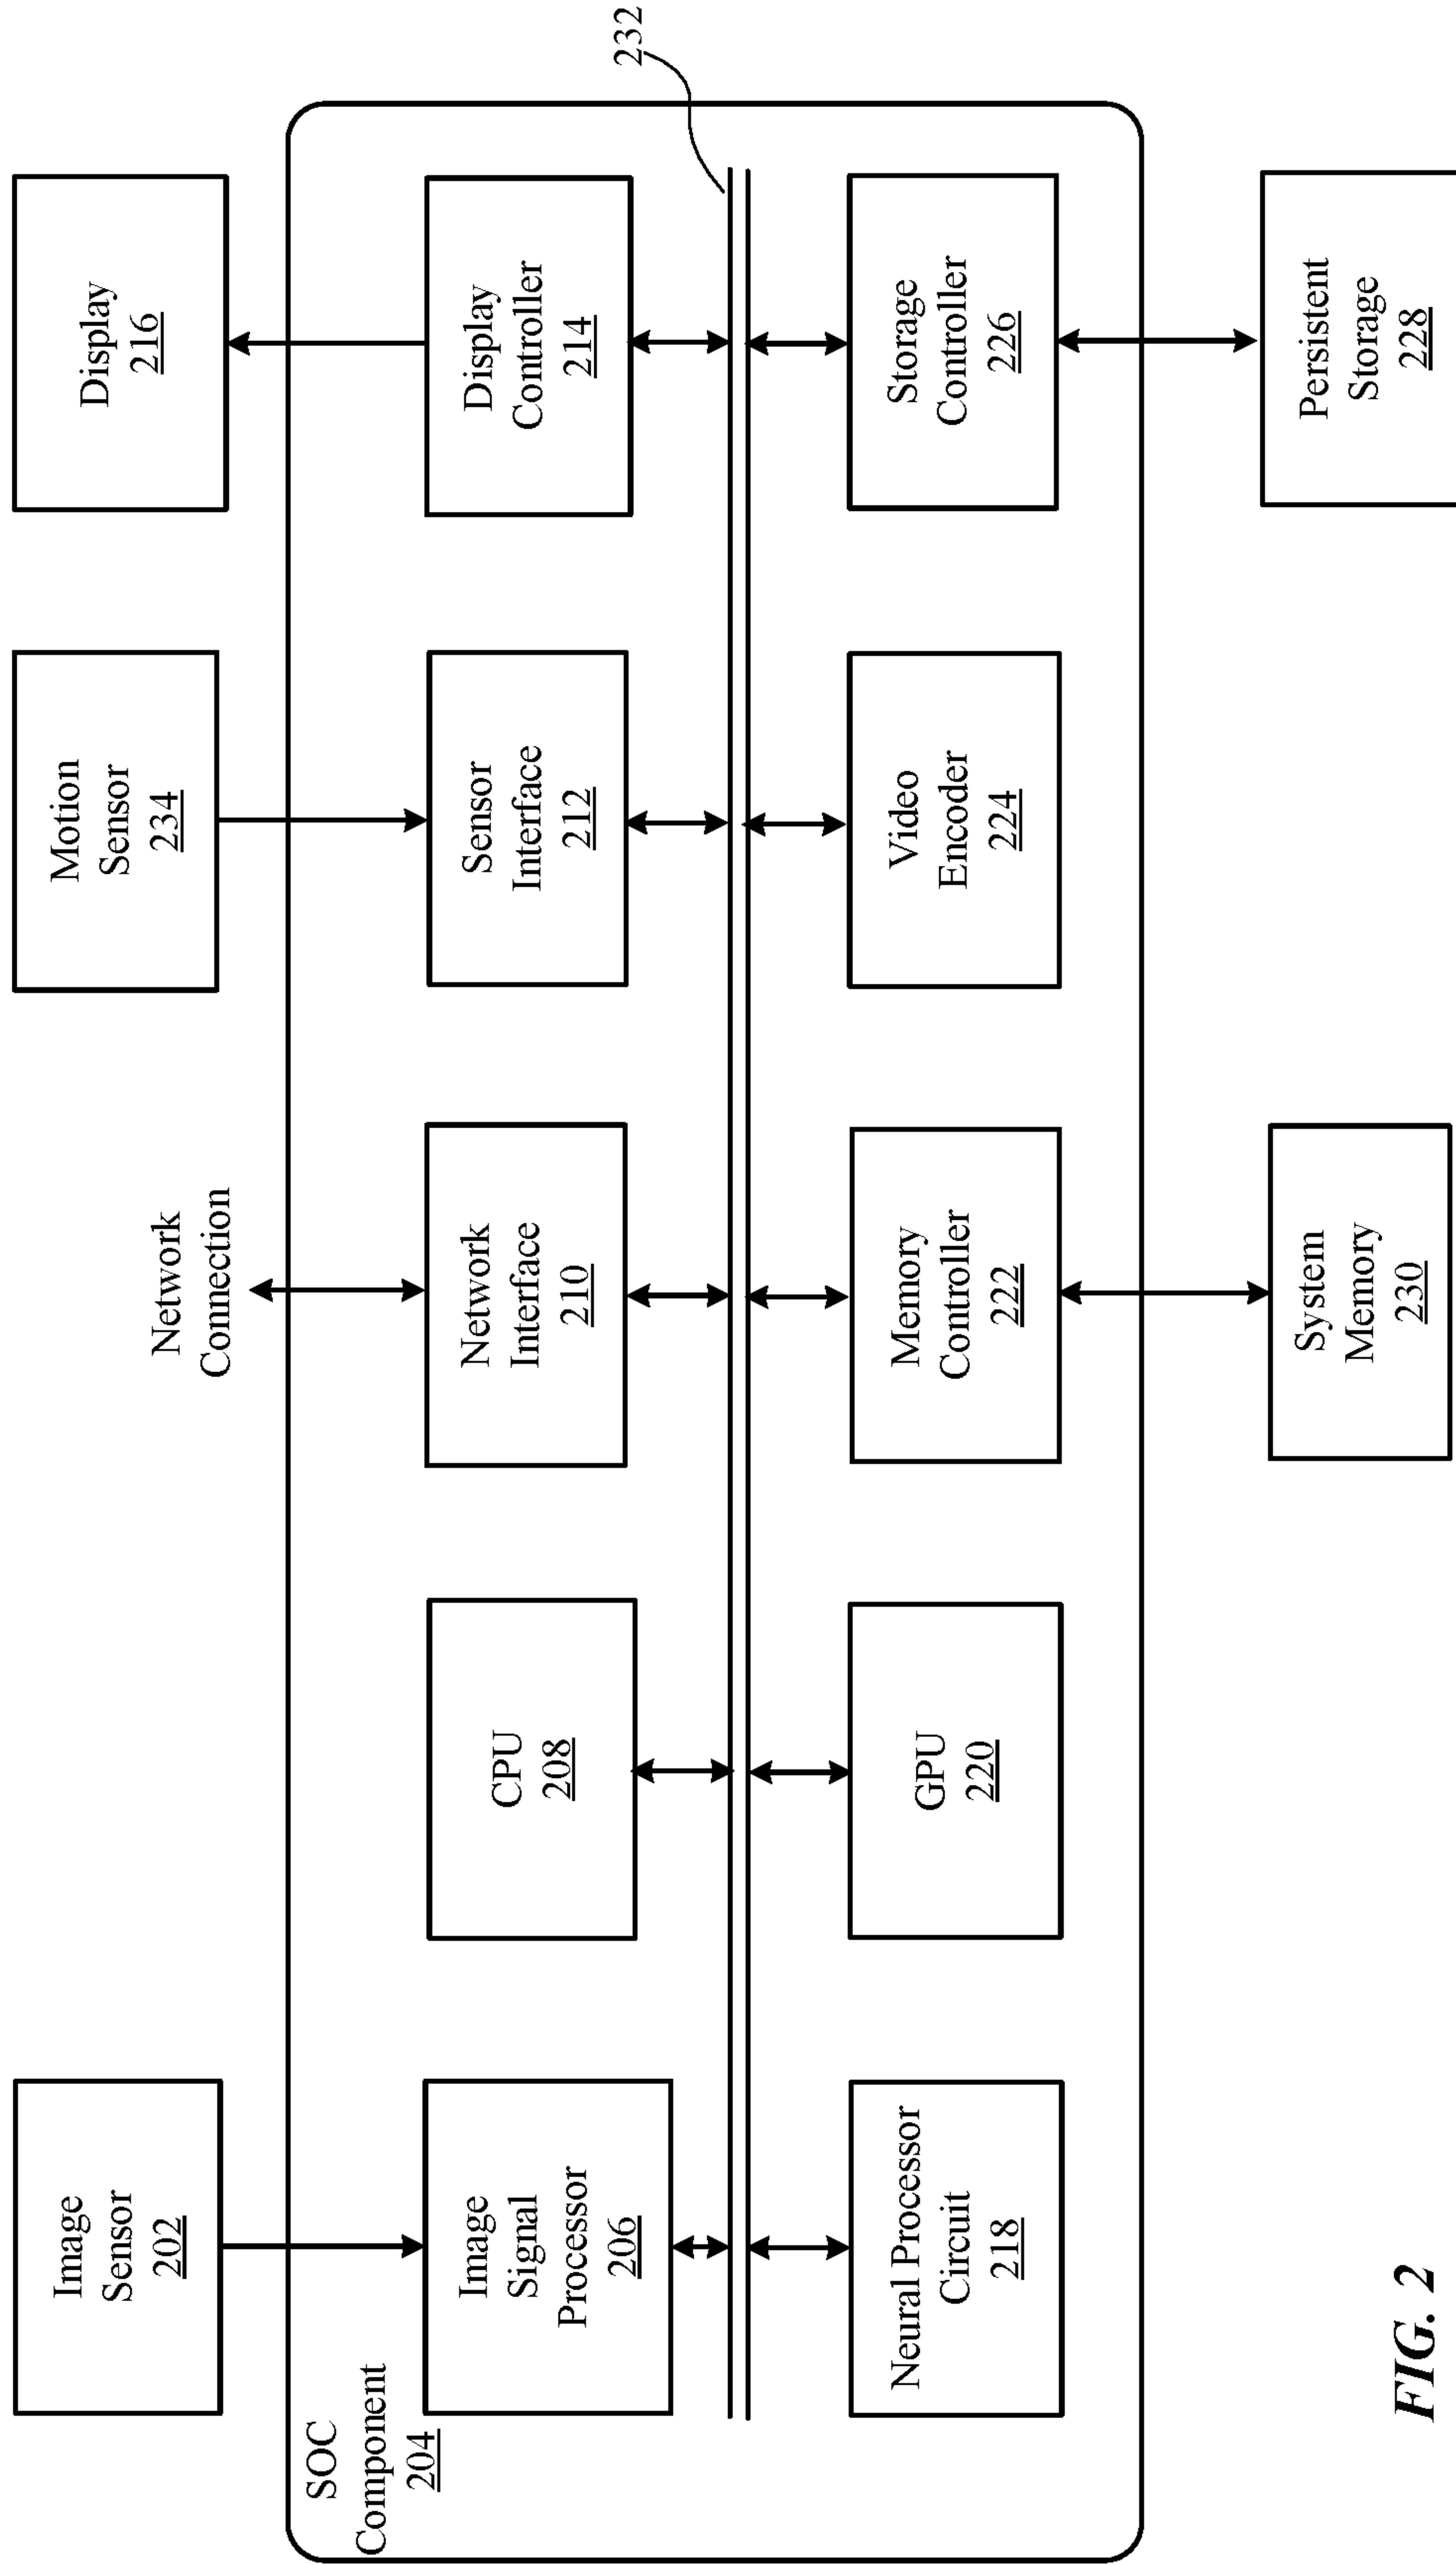 Image
Sensor
202
Network
Connection
Motion
Sensor
234
Display
216
SOC
Component
204
Image
Signal
Processor
206
CPU
208
Network
Interface
210
Sensor
Interface
212
Display
Controller
214
232
Neural Processor
Circuit
218
GPU
220
Memory
Controller
222
Video
Encoder
224
Storage
Controller
226
System
Memory
230
Persistent
Storage
228
FIG. 2